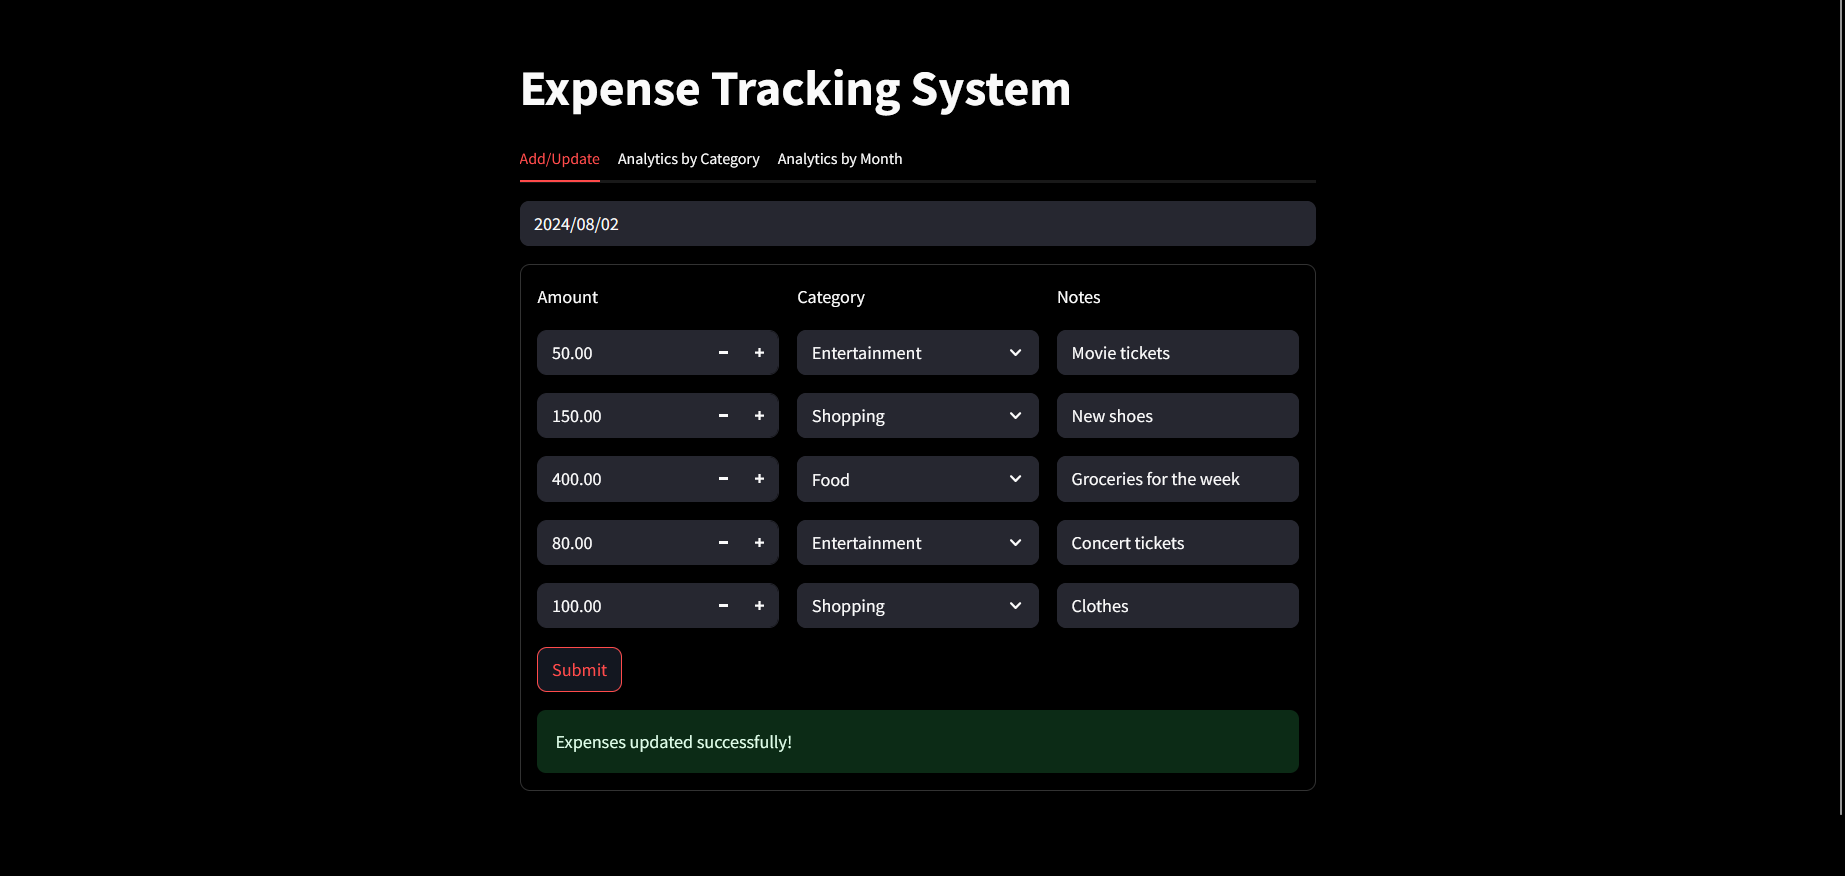 Expense Tracking System
Add/Update Analytics by Category Analytics by Month
2024/08/02
Amount Category Notes
50.00 Entertainment Movie tickets
150.00 Shopping New shoes
400.00 Food Groceries for the week
80.00 Entertainment Concert tickets
100.00 Shopping Clothes
Submit
Expenses updated successfully!